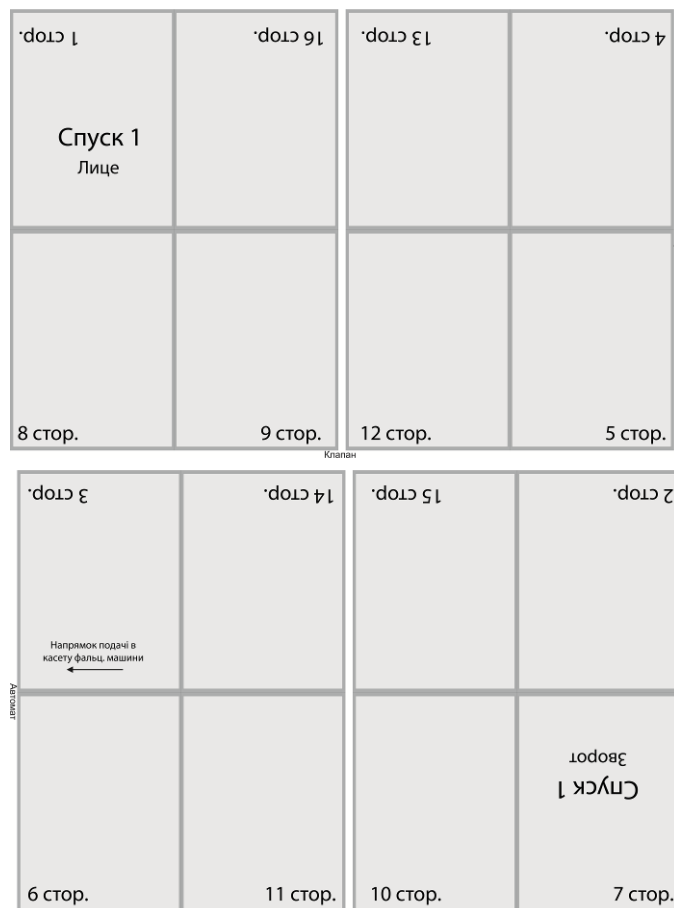 1 стор.
16 стор.
13 стор.
4 стор.
Спуск 1
Лице
8 стор.
9 стор.
12 стор.
5 стор.
Клапан
3 стор.
14 стор.
15 стор.
2 стор.
Напрямок подачі в
касету фальц. машини
Автомат
Зворот
Спуск 1
6 стор.
11 стор.
10 стор.
7 стор.